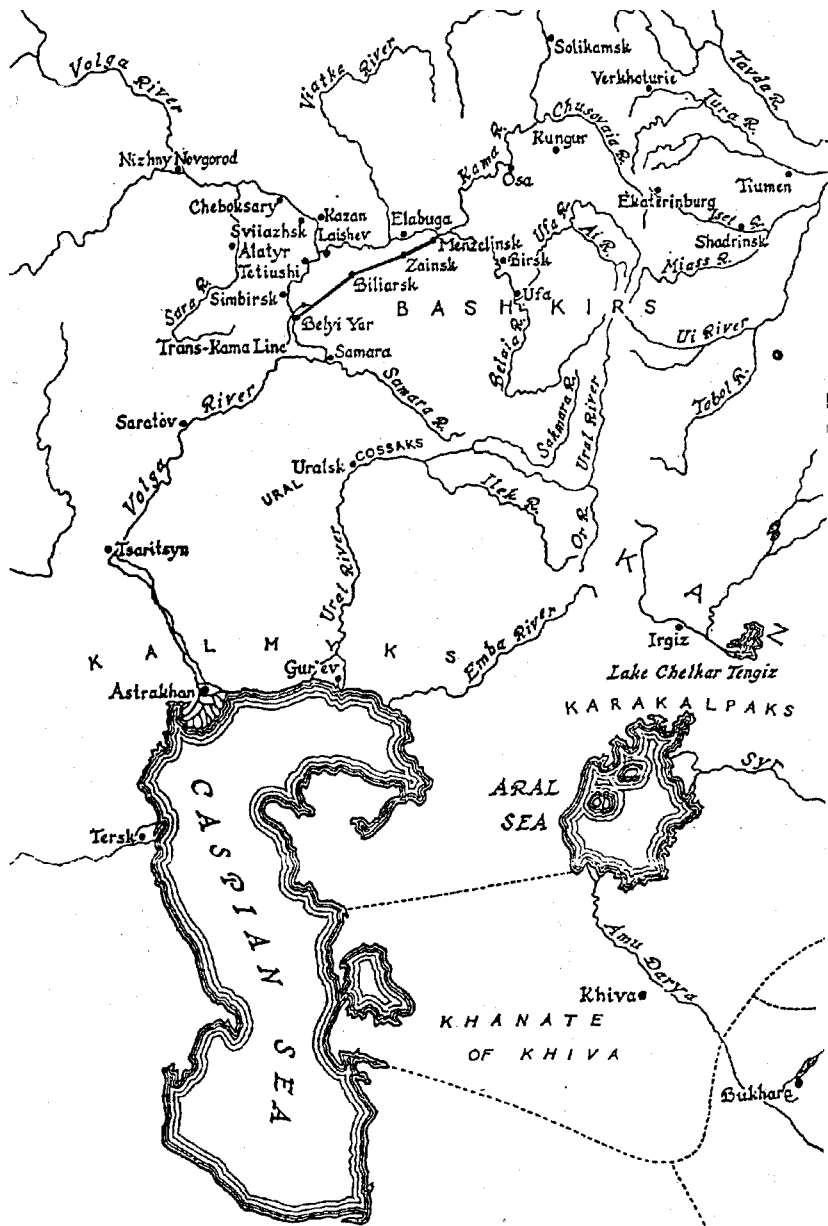 Solikamsk
Volga River
Viatke River
Verkhoturie
Tavda R.
Tura R.
Chusovaia R.
Kungur
Nizhny Novgorod
Kama R.
Osa
Tiumen
Ekaterinburg
Cheboksary
Kazan
Elabuga
Iset R.
Sviiazhsk
Laishev
Menzelinsk
Ufa R.
Ai R.
Shadrinsk
Alatyr
Zainsk
Birsk
Miass R.
Tetiushi
Biliarsk
Ufa
Sara R.
Simbirsk
BASHKIRS
Belyi Yar
Ui River
Trans-Kama Line
Samara
Belaia R.
Samara R.
Tobol R.
Saratov
River
Sakmara R.
Ural River
Volga
Uralsk
COSSAKS
URAL
Ilek R.
Or R.
Tsaritsyn
Ural River
K A Z
Irgiz
KALMYKS
Emba River
Gur'ev
Lake Chelkar Tengiz
Astrakhan
KARAKALPAKS
Syr
ARAL
SEA
Tersk
CASPIAN SEA
Amu Darya
Khiva
KHANATE
OF KHIVA